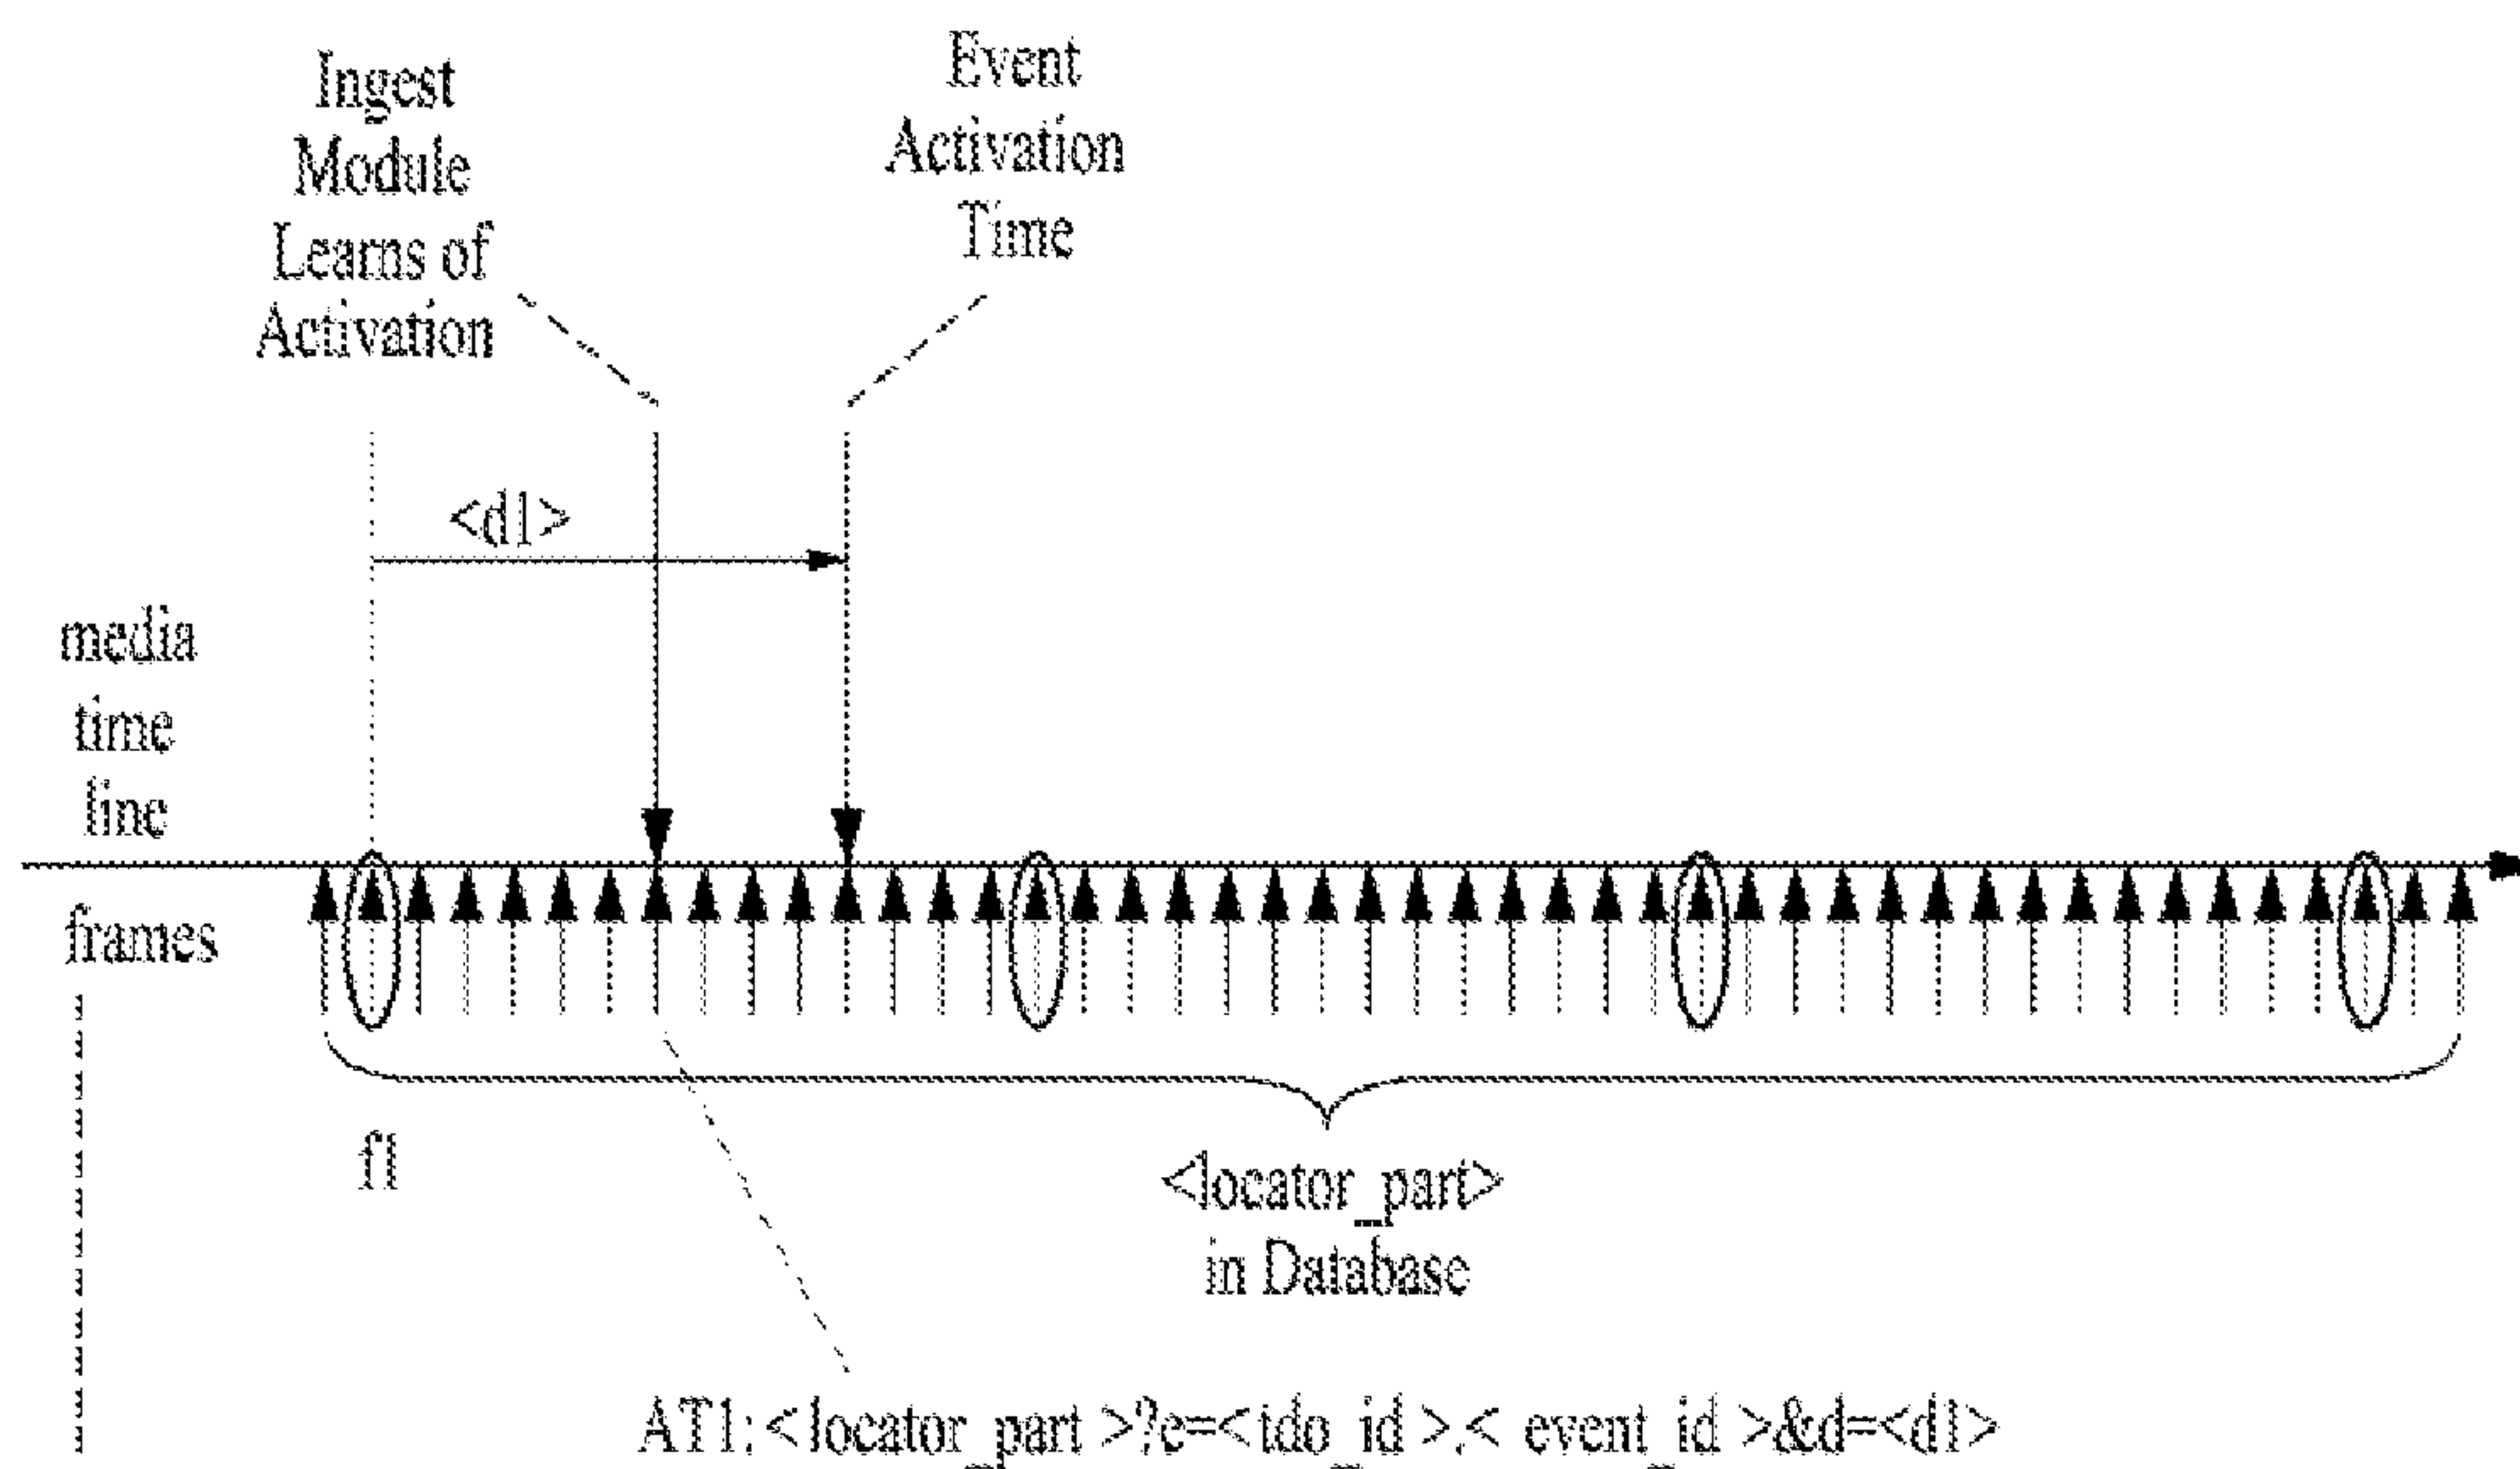 Ingest
Module
Learns of
Activation
Event
Activation
Time
<d1>
media
time
line
frames
f1
<locator_part>
in Database
AT1: <locator_part >?e=<tdo_id >.< event_id >&d=<d1>